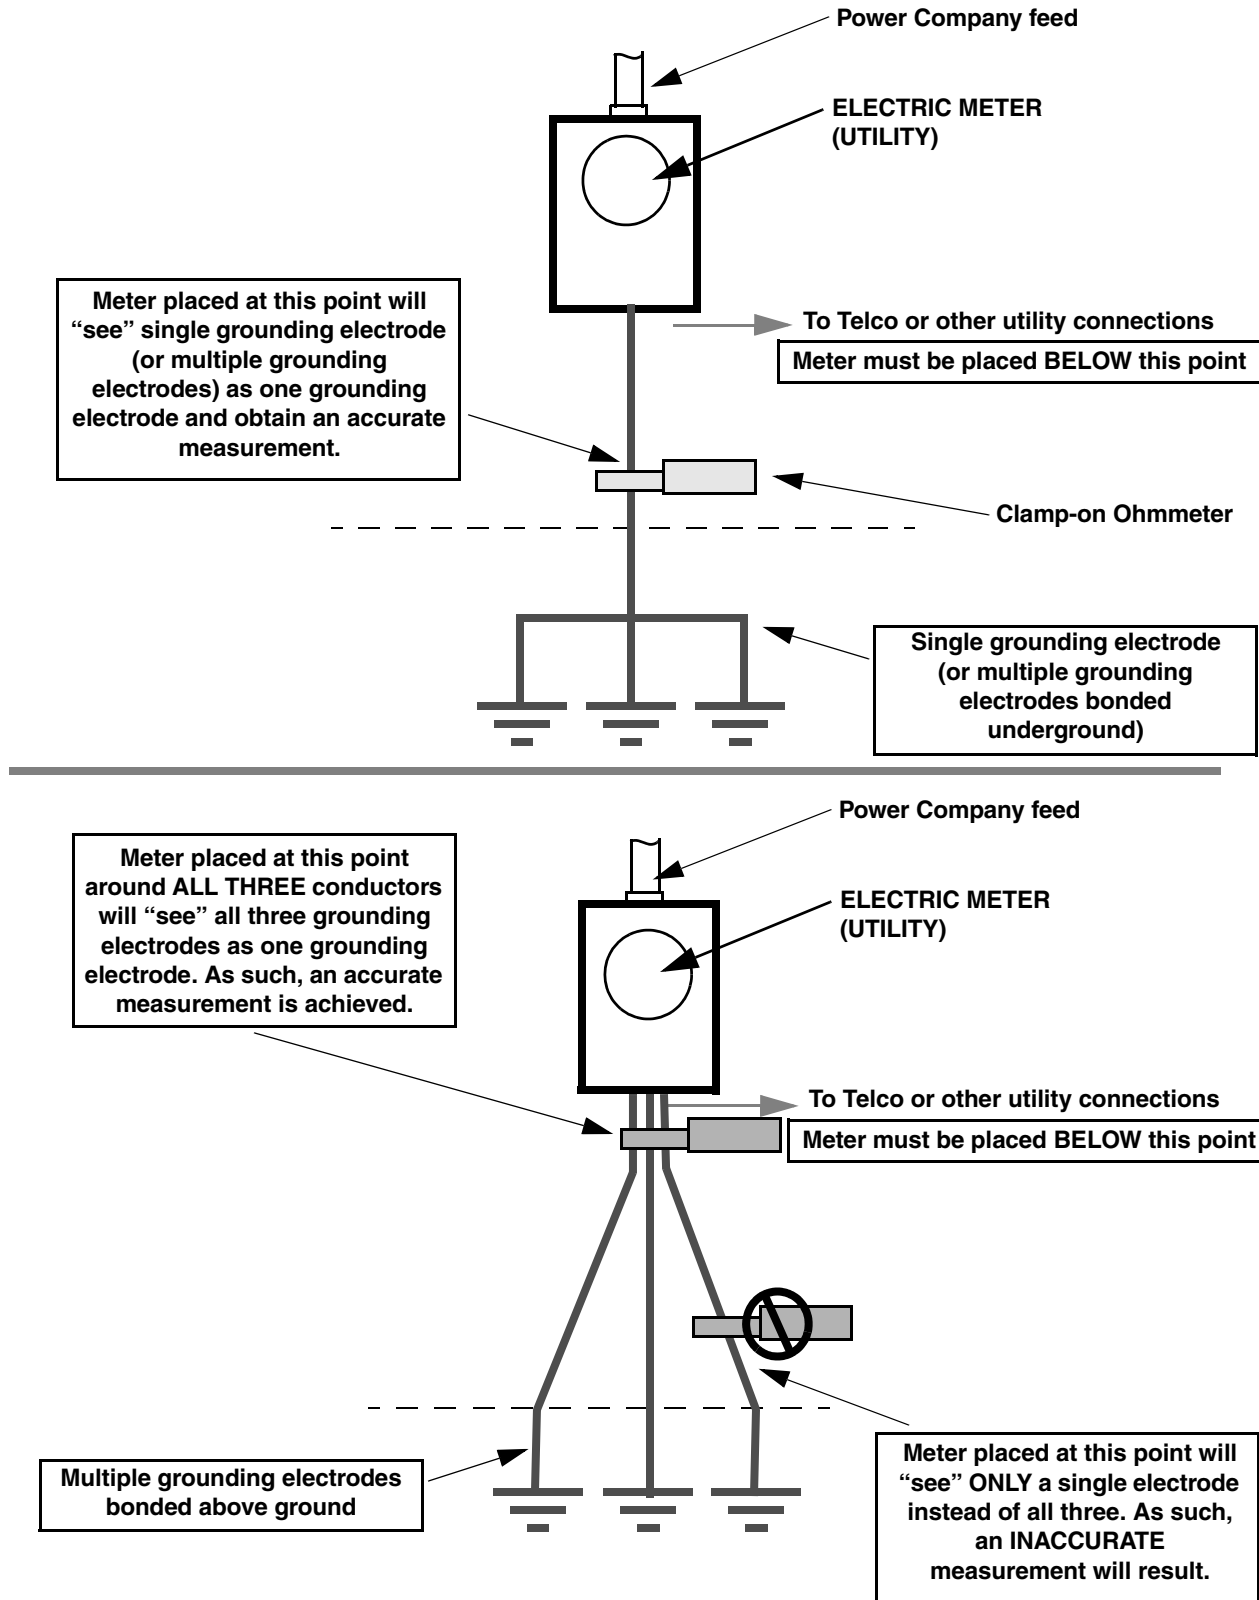 Power Company feed
ELECTRIC METER
(UTILITY)
Meter placed at this point will
“see” single grounding electrode
(or multiple grounding
electrodes) as one grounding
electrode and obtain an accurate
measurement.
To Telco or other utility connections
Meter must be placed BELOW this point
Clamp-on Ohmmeter
Single grounding electrode
(or multiple grounding
electrodes bonded
underground)
Power Company feed
Meter placed at this point
around ALL THREE conductors
will “see” all three grounding
electrodes as one grounding
electrode. As such, an accurate
measurement is achieved.
ELECTRIC METER
(UTILITY)
To Telco or other utility connections
Meter must be placed BELOW this point
Multiple grounding electrodes
bonded above ground
Meter placed at this point will
“see” ONLY a single electrode
instead of all three. As such,
an INACCURATE
measurement will result.